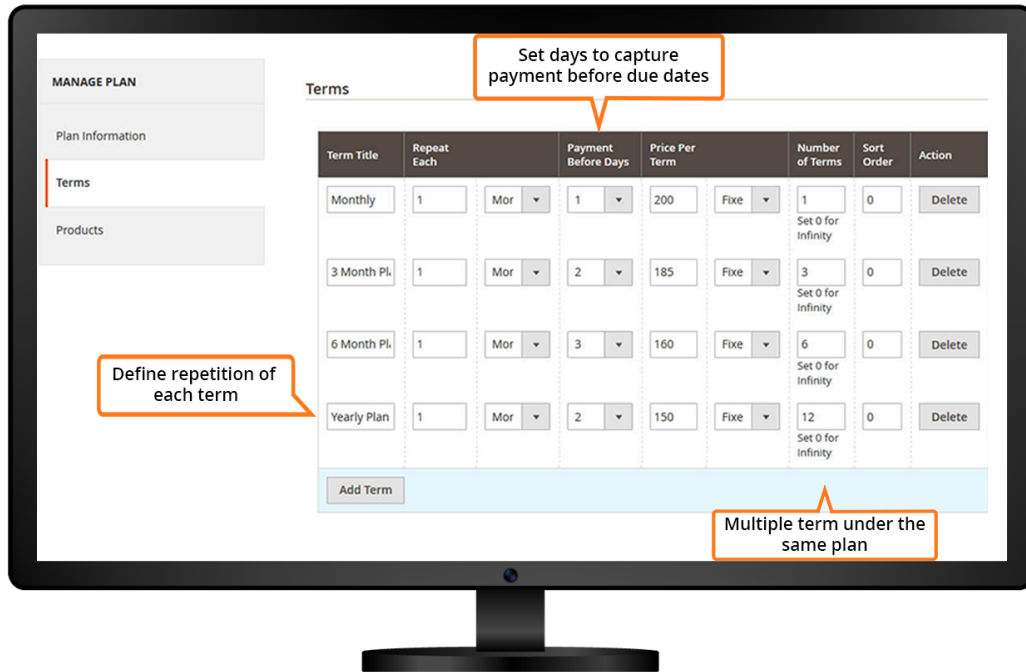 Set days to capture
payment before due dates
MANAGE PLAN
Plan Information
Terms
Products
Terms
Term Title
Repeat
Each
Payment
Before Days
Price Per
Term
Number
of Terms
Sort
Order
Action
Monthly 1 Mor 1 200 Fixe 1 0 Delete
Set 0 for
Infinity
3 Month Pl 1 Mor 2 185 Fixe 3 0 Delete
Set 0 for
Infinity
6 Month Pl 1 Mor 3 160 Fixe 6 0 Delete
Set 0 for
Infinity
Define repetition of
each term
Yearly Plan 1 Mor 2 150 Fixe 12 0 Delete
Set 0 for
Infinity
Add Term
Multiple term under the
same plan